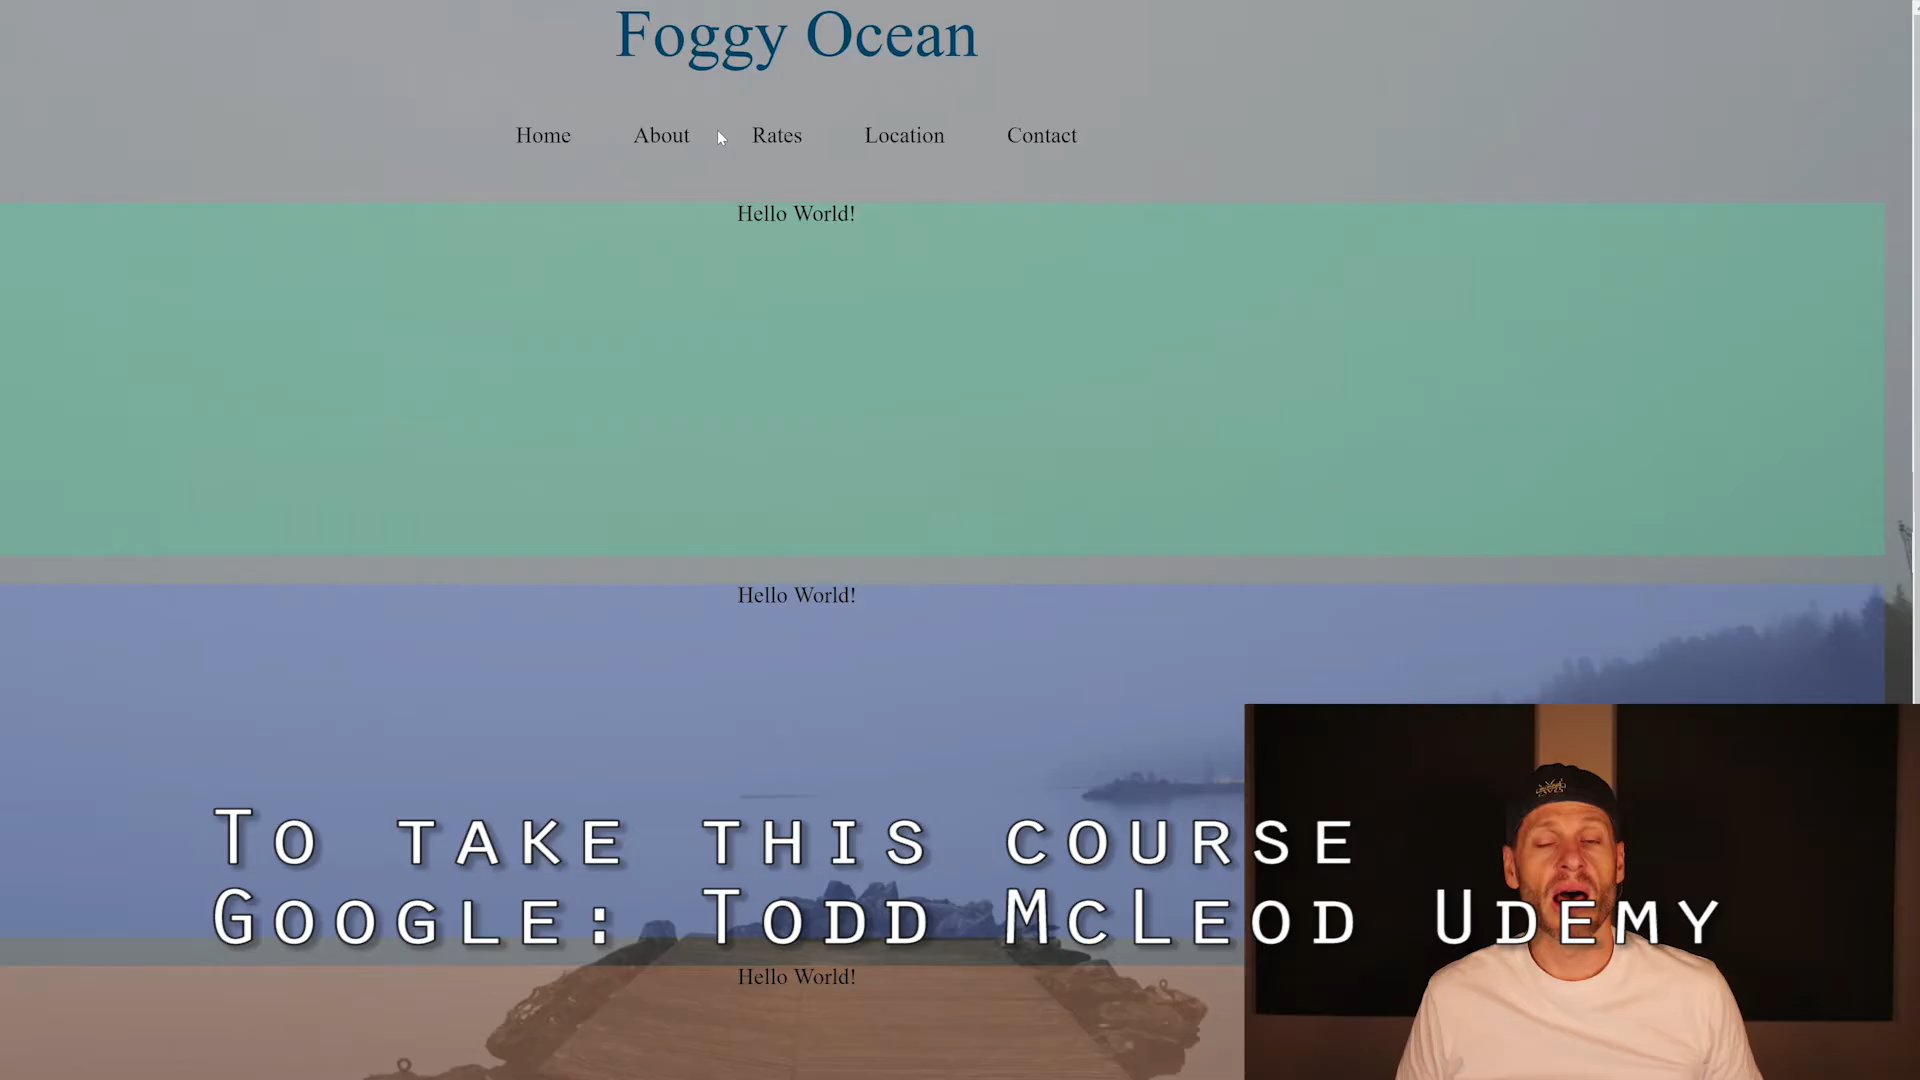 Foggy Ocean
Home About Rates Location Contact
Hello World!
Hello World!
To take this course
Google: Todd McLeod Udemy
Hello World!